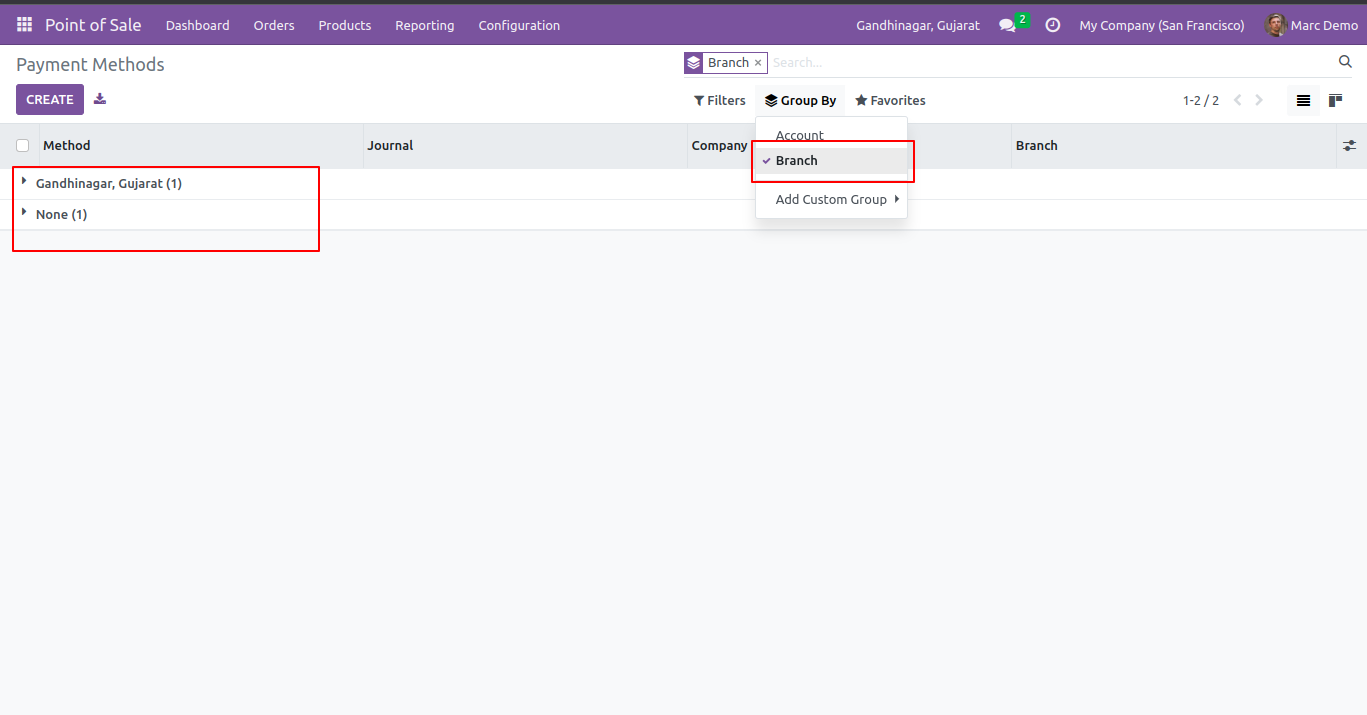 Point of Sale Dashboard Orders Products Reporting Configuration Gandhinagar, Gujarat 2 My Company (San Francisco) Marc Demo
Payment Methods Branch × Search...
CREATE Filters Group By Favorites 1-2 / 2
Account
Method Journal Company Branch
Branch
Gandhinagar, Gujarat (1)
Add Custom Group
None (1)